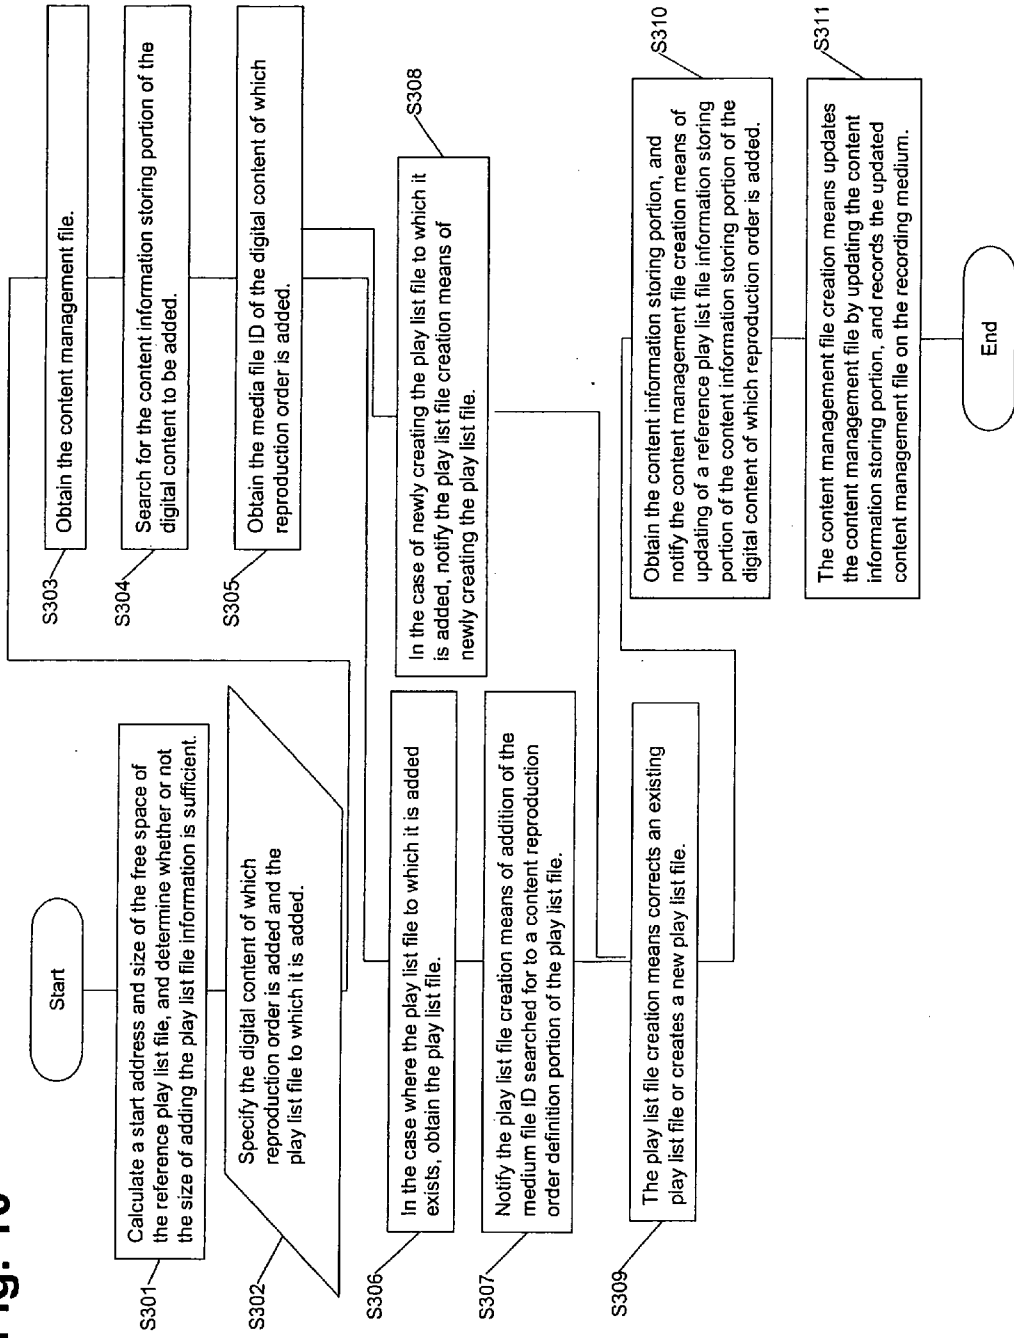 Start
S301
Calculate a start address and size of the free space of
the reference play list file, and determine whether or not
the size of adding the play list file information is sufficient.
S302
Specify the digital content of which
reproduction order is added and the
play list file to which it is added.
S303
Obtain the content management file.
S304
Search for the content information storing portion of the
digital content to be added.
S305
Obtain the media file ID of the digital content of which
reproduction order is added.
S306
In the case where the play list file to which it is added
exists, obtain the play list file.
S307
Notify the play list file creation means of addition of the
medium file ID searched for to a content reproduction
order definition portion of the play list file.
S308
In the case of newly creating the play list file to which it
is added, notify the play list file creation means of
newly creating the play list file.
S309
The play list file creation means corrects an existing
play list file or creates a new play list file.
S310
Obtain the content information storing portion, and
notify the content management file creation means of
updating of a reference play list file information storing
portion of the content information storing portion of the
digital content of which reproduction order is added.
S311
The content management file creation means updates
the content management file by updating the content
information storing portion, and records the updated
content management file on the recording medium.
End